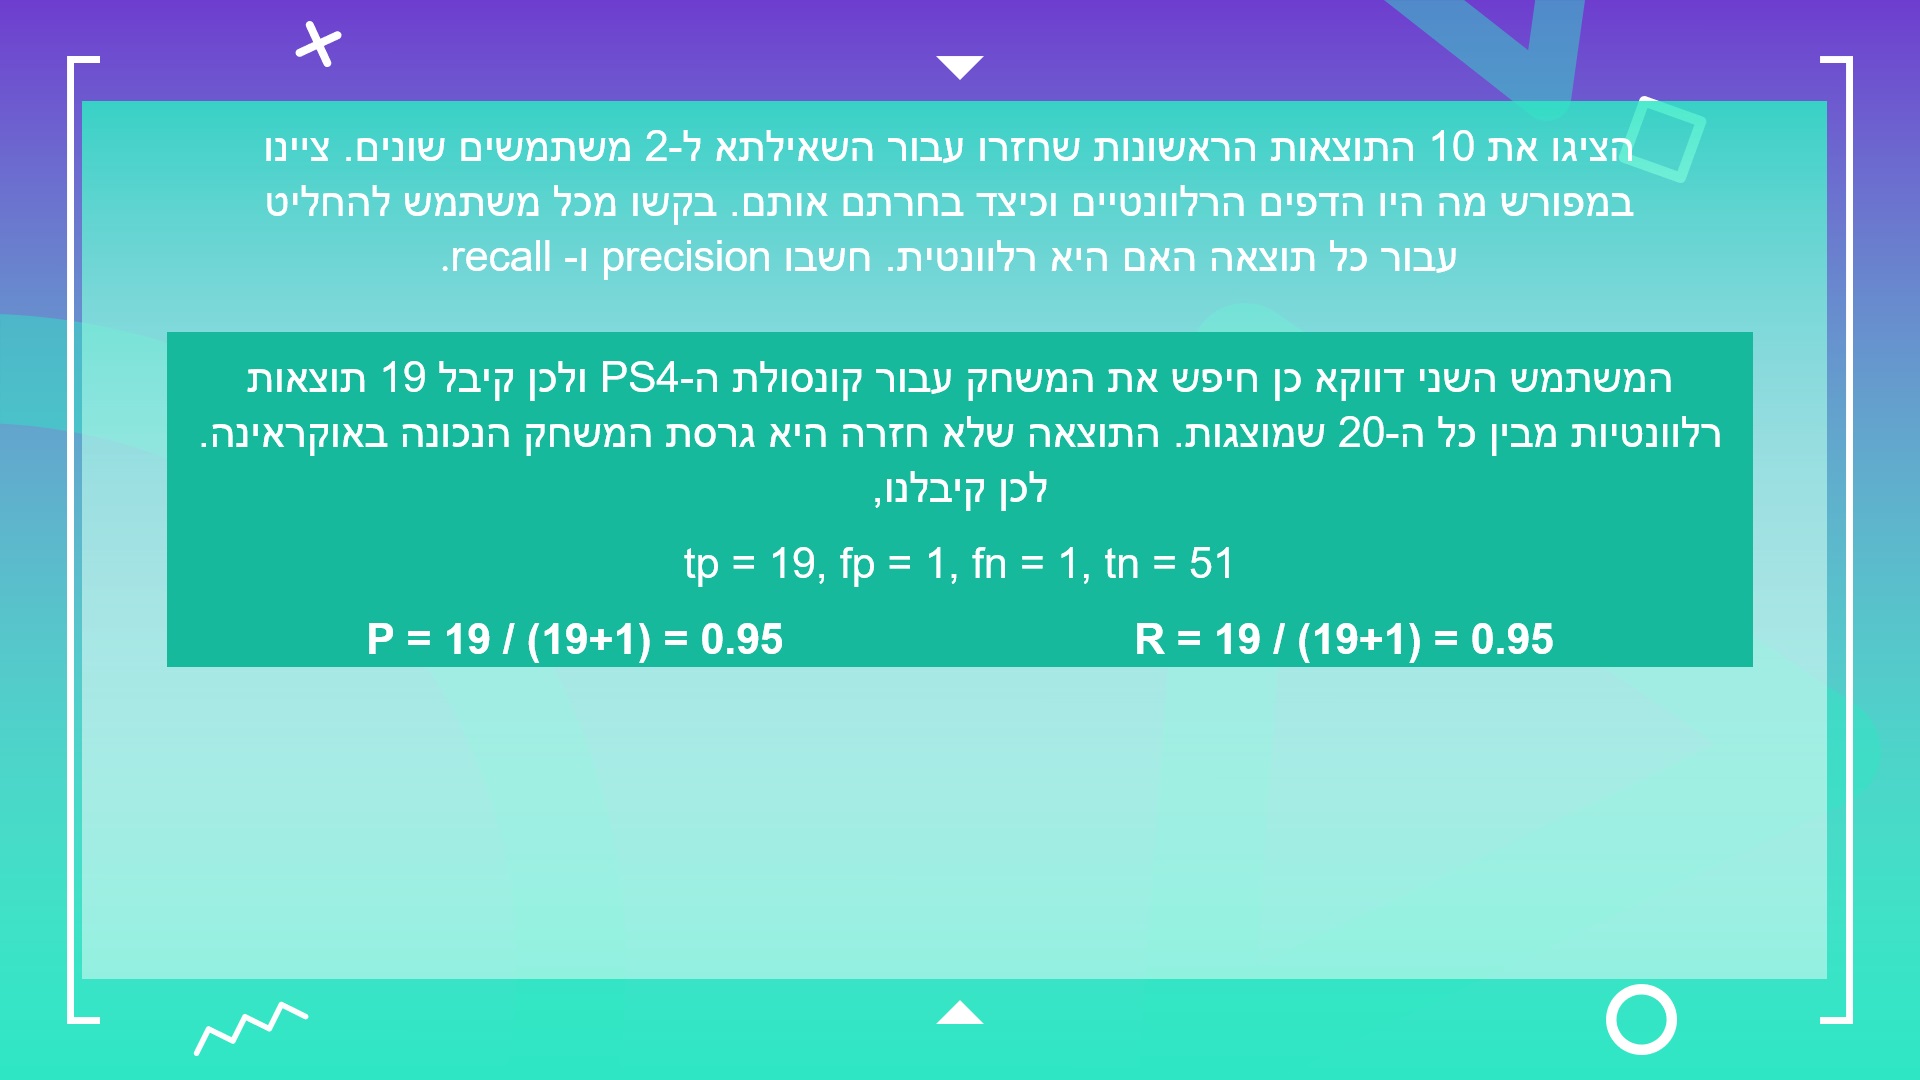 הציגו את 10 התוצאות הראשונות שחזרו עבור השאילתא ל-2 משתמשים שונים. ציינו
במפורש מה היו הדפים הרלוונטיים וכיצד בחרתם אותם. בקשו מכל משתמש להחליט
עבור כל תוצאה האם היא רלוונטית. חשבו precision ו- recall.
המשתמש השני דווקא כן חיפש את המשחק עבור קונסולת ה-PS4 ולכן קיבל 19 תוצאות
רלוונטיות מבין כל ה-20 שמוצגות. התוצאה שלא חזרה היא גרסת המשחק הנכונה באוקראינה.
לכן קיבלנו,
tp = 19, fp = 1, fn = 1, tn = 51
P = 19 / (19+1) = 0.95 R = 19 / (19+1) = 0.95